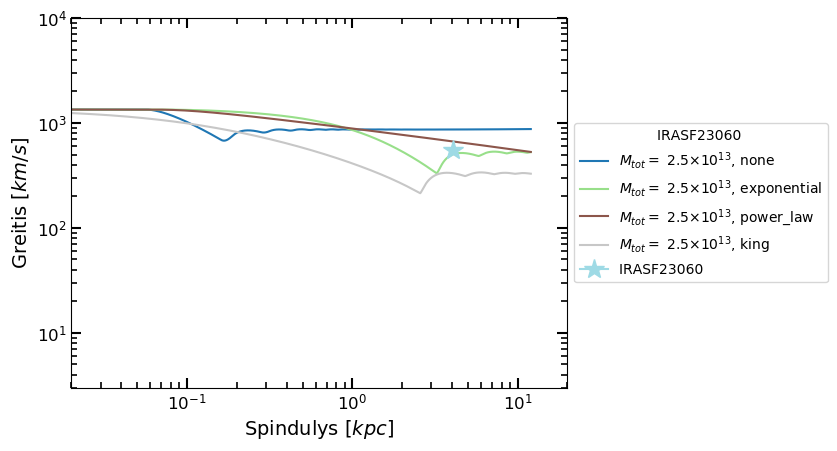 10⁴
10³
10²
10¹
Greitis [km/s]
10⁻¹
10⁰
10¹
Spindulys [kpc]
IRASF23060
M_tot = 2.5×10¹³, none
M_tot = 2.5×10¹³, exponential
M_tot = 2.5×10¹³, power_law
M_tot = 2.5×10¹³, king
IRASF23060